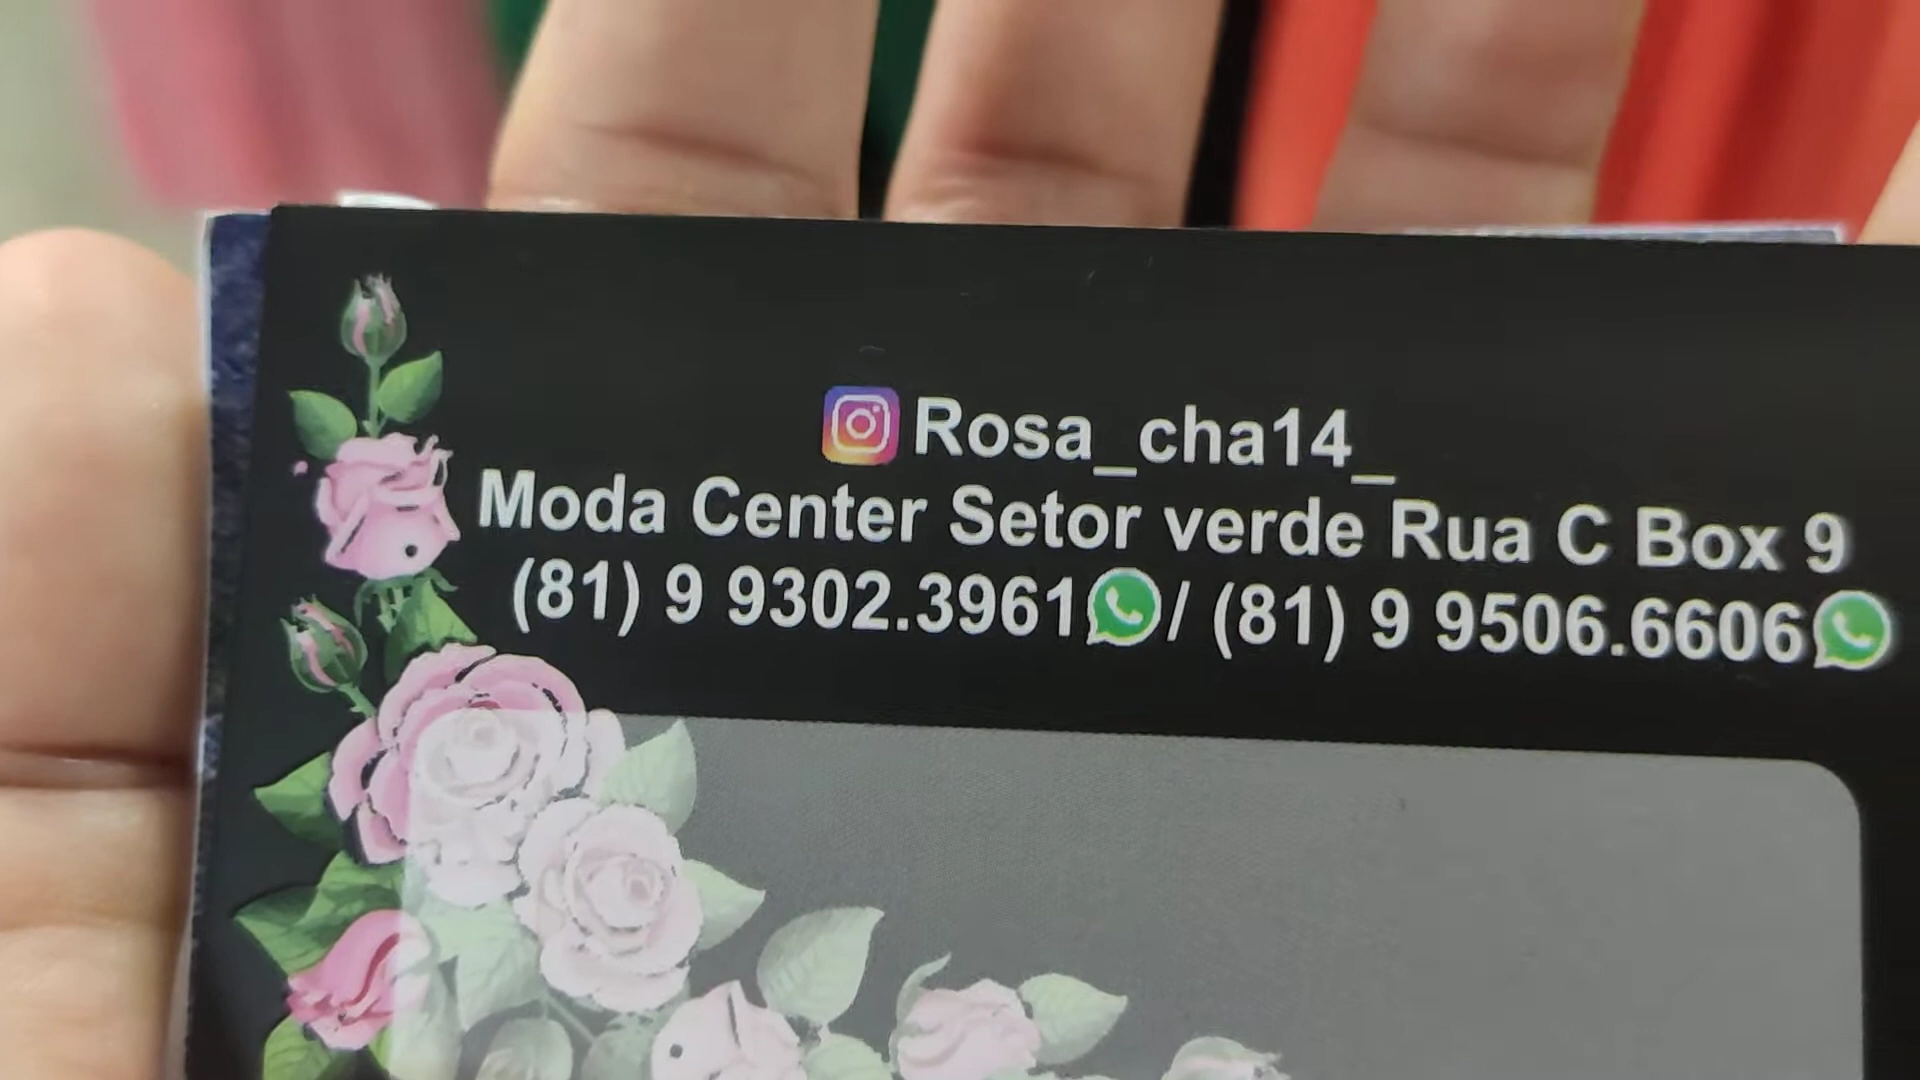 Rosa_cha14_
Moda Center Setor verde Rua C Box 9
(81) 9 9302.3961 / (81) 9 9506.6606